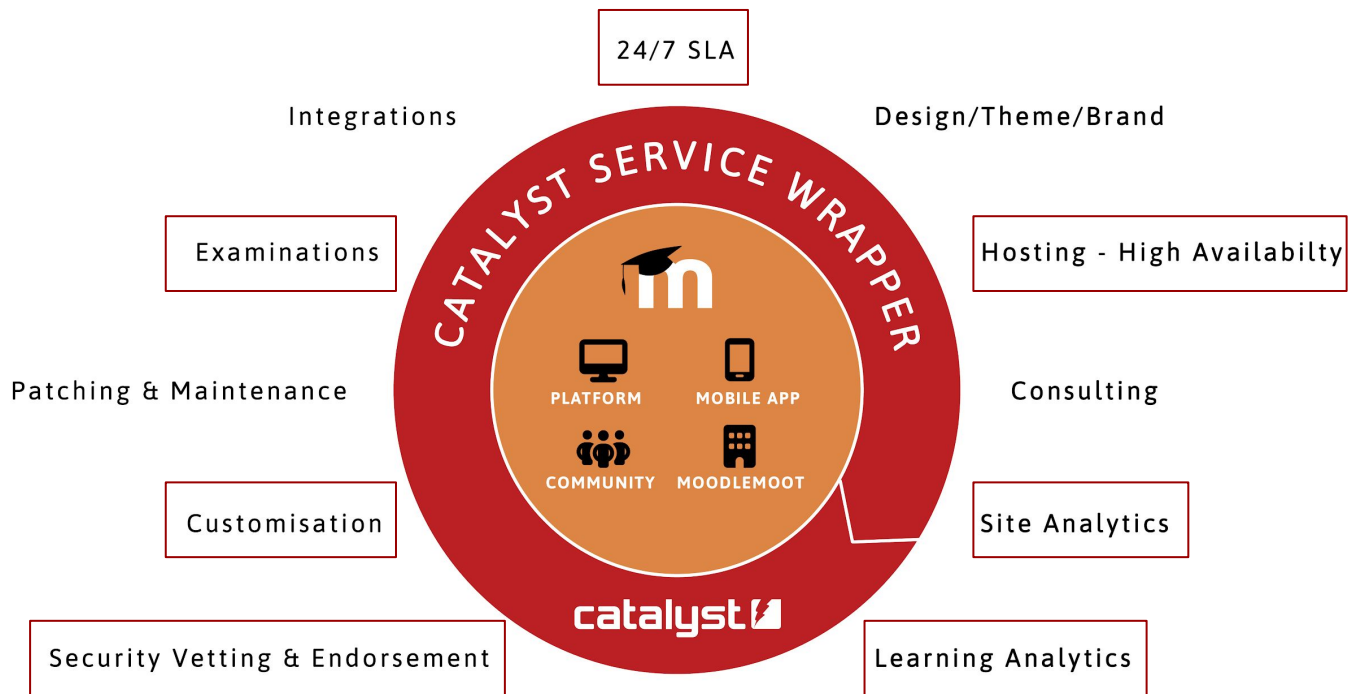 24/7 SLA
Integrations
Design/Theme/Brand
CATALYST SERVICE WRAPPER
Examinations
Hosting - High Availabilty
m
PLATFORM
MOBILE APP
Patching & Maintenance
Consulting
COMMUNITY
MOODLEMOOT
Customisation
Site Analytics
catalyst
Security Vetting & Endorsement
Learning Analytics